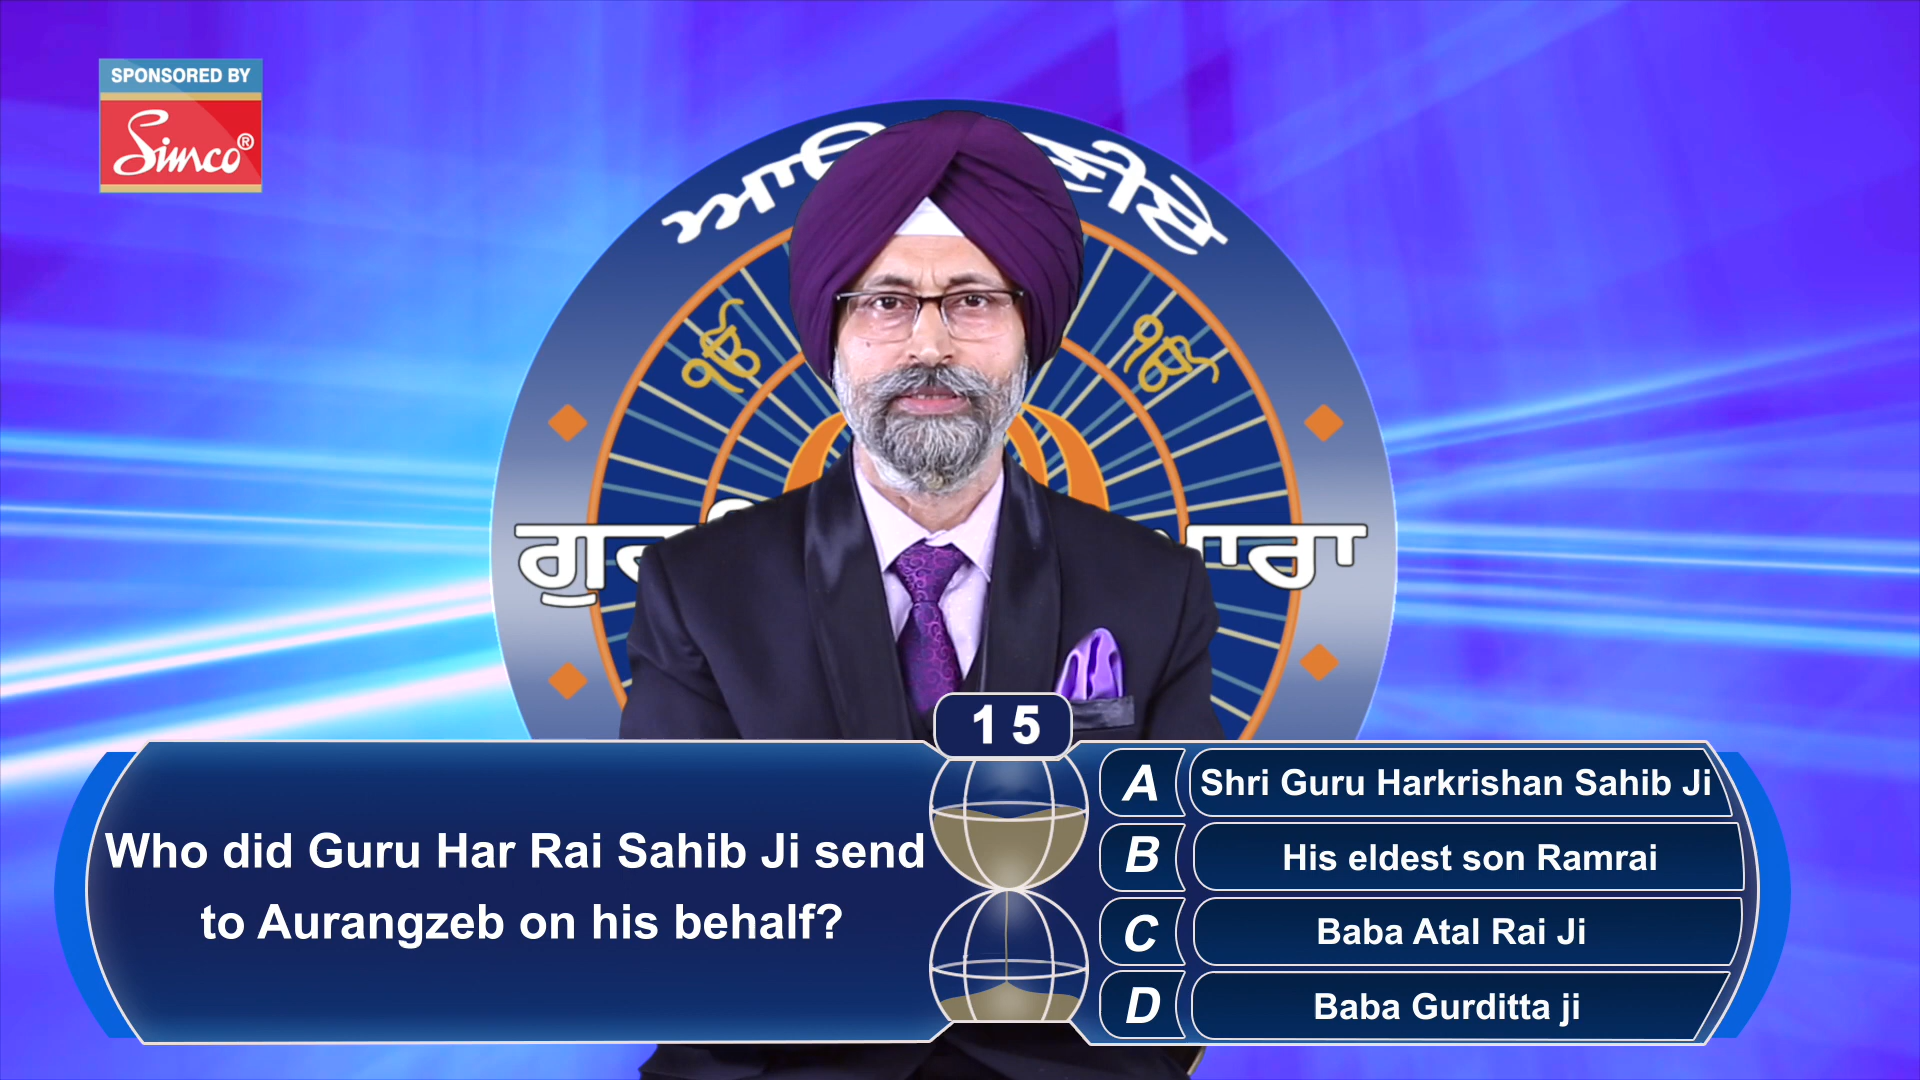 SPONSORED BY
Simco®
ੴ ੴ
15
Who did Guru Har Rai Sahib Ji send
to Aurangzeb on his behalf?
A Shri Guru Harkrishan Sahib Ji
B His eldest son Ramrai
C Baba Atal Rai Ji
D Baba Gurditta ji